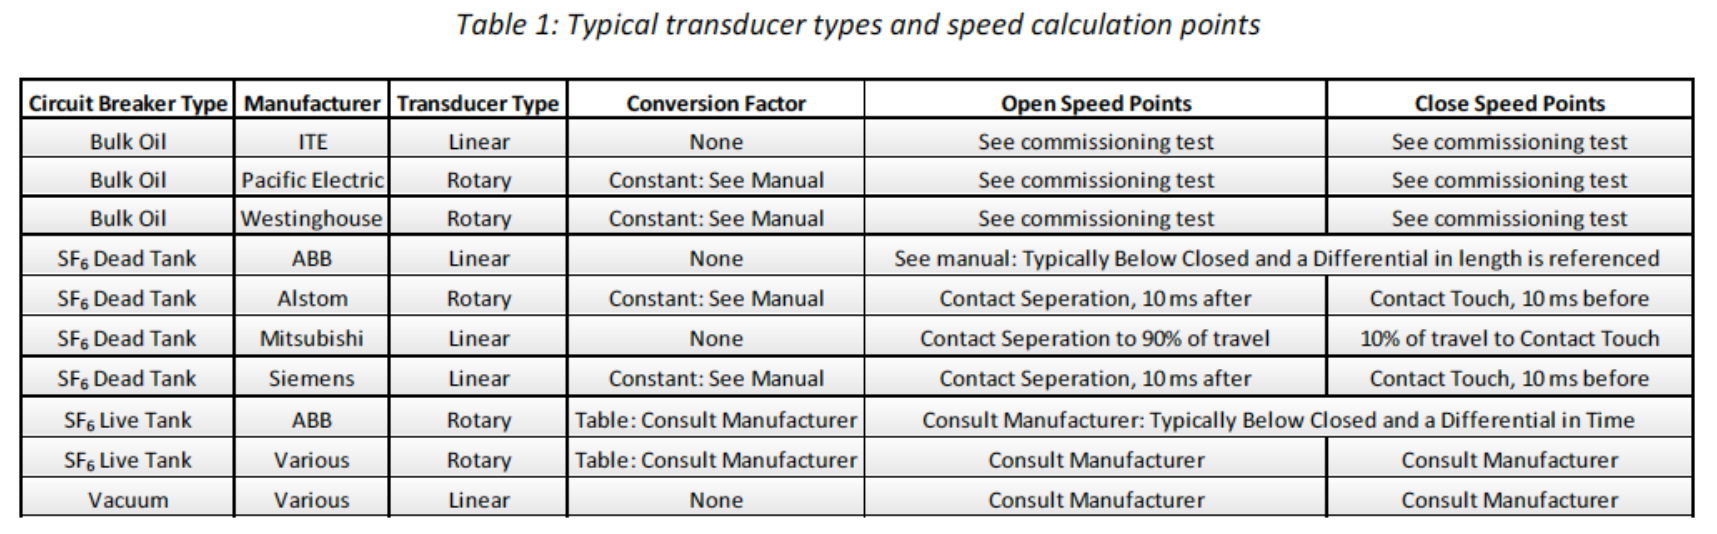 Table 1: Typical transducer types and speed calculation points
Circuit Breaker Type Manufacturer Transducer Type Conversion Factor Open Speed Points Close Speed Points
Bulk Oil ITE Linear None See commissioning test See commissioning test
Bulk Oil Pacific Electric Rotary Constant: See Manual See commissioning test See commissioning test
Bulk Oil Westinghouse Rotary Constant: See Manual See commissioning test See commissioning test
SF₆ Dead Tank ABB Linear None See manual: Typically Below Closed and a Differential in length is referenced
SF₆ Dead Tank Alstom Rotary Constant: See Manual Contact Seperation, 10 ms after Contact Touch, 10 ms before
SF₆ Dead Tank Mitsubishi Linear None Contact Seperation to 90% of travel 10% of travel to Contact Touch
SF₆ Dead Tank Siemens Linear Constant: See Manual Contact Seperation, 10 ms after Contact Touch, 10 ms before
SF₆ Live Tank ABB Rotary Table: Consult Manufacturer Consult Manufacturer: Typically Below Closed and a Differential in Time
SF₆ Live Tank Various Rotary Table: Consult Manufacturer Consult Manufacturer Consult Manufacturer
Vacuum Various Linear None Consult Manufacturer Consult Manufacturer